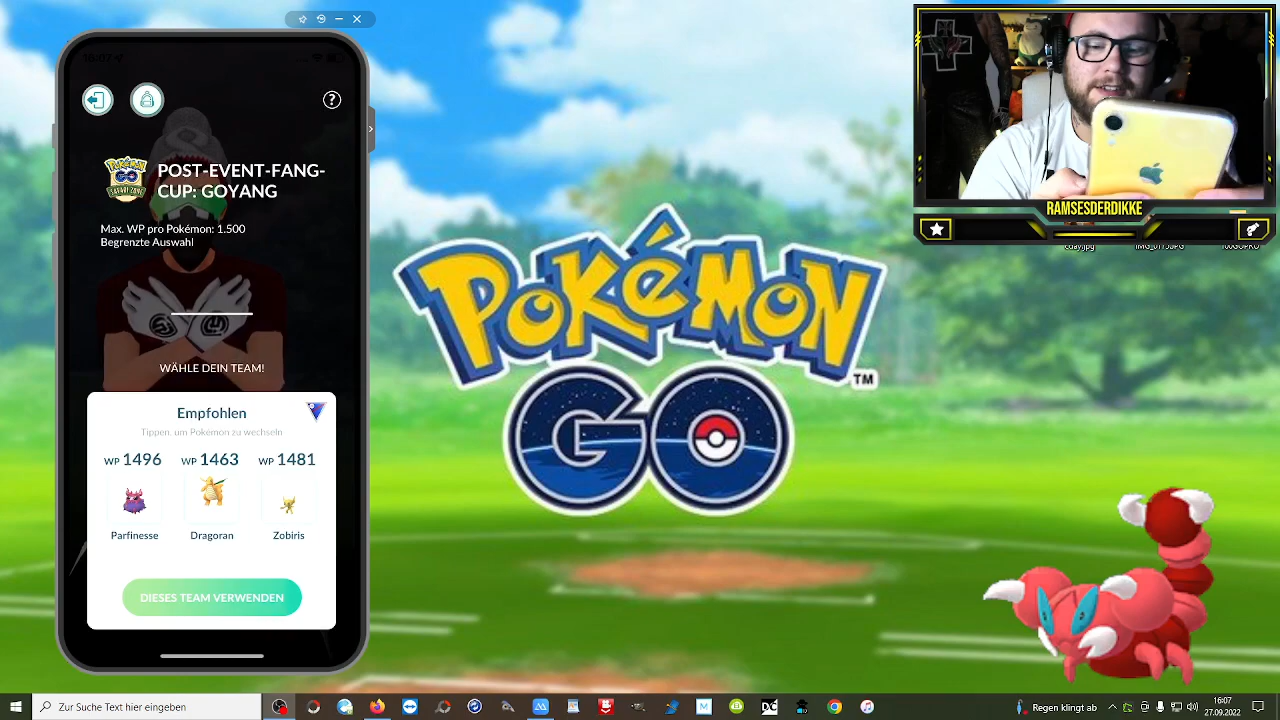 16:07
POST-EVENT-FANG-
CUP: GOYANG
Max. WP pro Pokémon:
Begrenzte Auswahl
WÄHLE DEIN TEAM!
Empfohlen
Tippen, um Pokémon zu wechseln
WP 1496 WP 1463 WP 1481
Parfinesse Dragoran Zobiris
DIESES TEAM VERWENDEN
POKÉMON
TM
GO
RAMSESDERDIKKE
Zur Suche Text hier eingeben
Regen klingt ab
16:07
27.09.2022